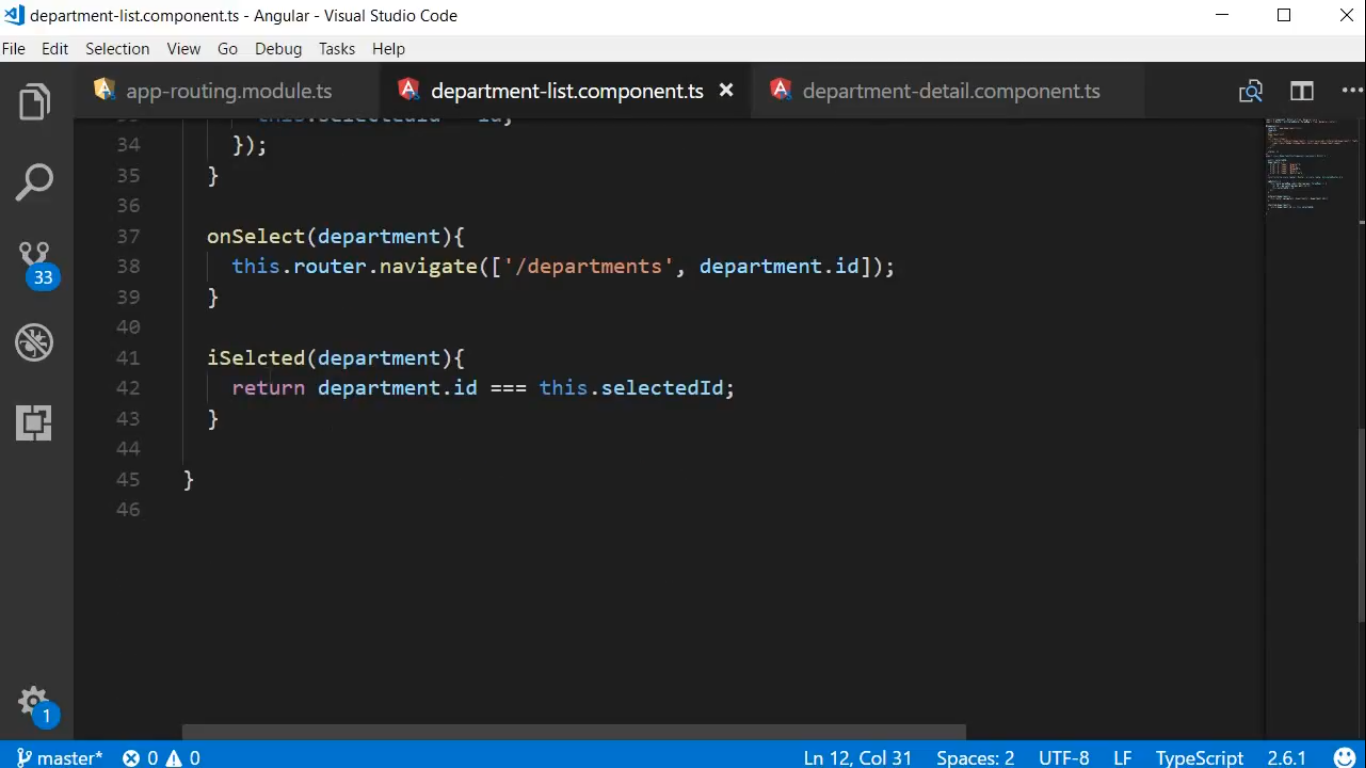 department-list.component.ts - Angular - Visual Studio Code
File Edit Selection View Go Debug Tasks Help
app-routing.module.ts department-list.component.ts department-detail.component.ts
34 });
35 }
36
37 onSelect(department){
38 this.router.navigate(['/departments', department.id]);
39 }
40
41 iSelcted(department){
42 return department.id === this.selectedId;
43 }
44
45 }
46
33
1
master* 0 0 Ln 12, Col 31 Spaces: 2 UTF-8 LF TypeScript 2.6.1